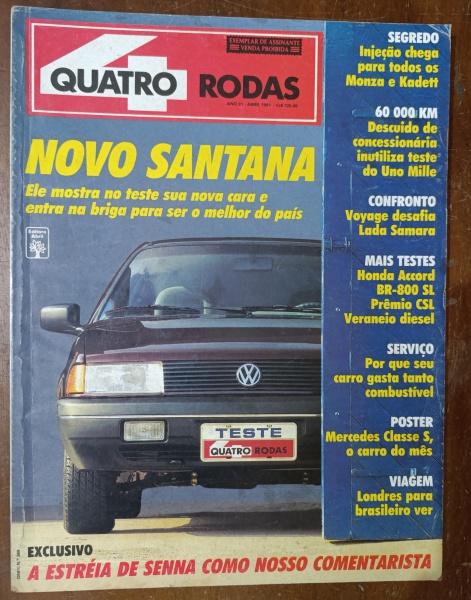 EXEMPLAR DE ASSINANTE
VENDA PROIBIDA
4
QUATRO RODAS
NOVO SANTANA
Ele mostra no teste sua nova cara e
entra na briga para ser o melhor do país
Editora
Abril
SEGREDO
Injeção chega
para todos os
Monza e Kadett
60 000 KM
Descuido de
concessionária
inutiliza teste
do Uno Mille
CONFRONTO
Voyage desafia
Lada Samara
MAIS TESTES
Honda Accord
BR-800 SL
Prêmio CSL
Veraneio diesel
SERVIÇO
Por que seu
carro gasta tanto
combustível
POSTER
Mercedes Classe S,
o carro do mês
VIAGEM
Londres para
brasileiro ver
TESTE
4
QUATRO RODAS
EXCLUSIVO
A ESTRÉIA DE SENNA COMO NOSSO COMENTARISTA